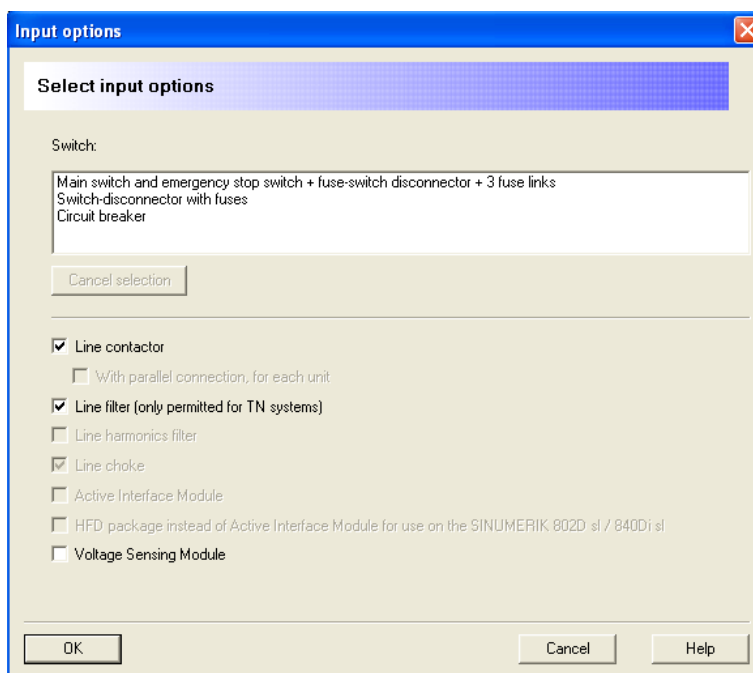 Input options
Select input options
Switch:
Main switch and emergency stop switch + fuse-switch disconnector + 3 fuse links
Switch-disconnector with fuses
Circuit breaker
Cancel selection
Line contactor
With parallel connection, for each unit
Line filter (only permitted for TN systems)
Line harmonics filter
Line choke
Active Interface Module
HFD package instead of Active Interface Module for use on the SINUMERIK 802D sl / 840Di sl
Voltage Sensing Module
OK
Cancel
Help